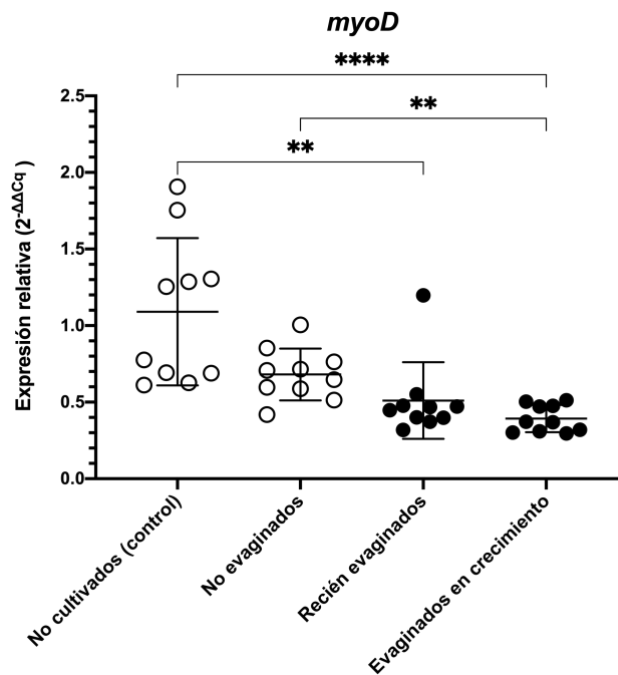 myoD
****
**
**
2.5
2.0
1.5
1.0
0.5
0.0
Expresión relativa (2^-ΔΔCq)
No cultivados (control)
No evaginados
Recién evaginados
Evaginados en crecimiento